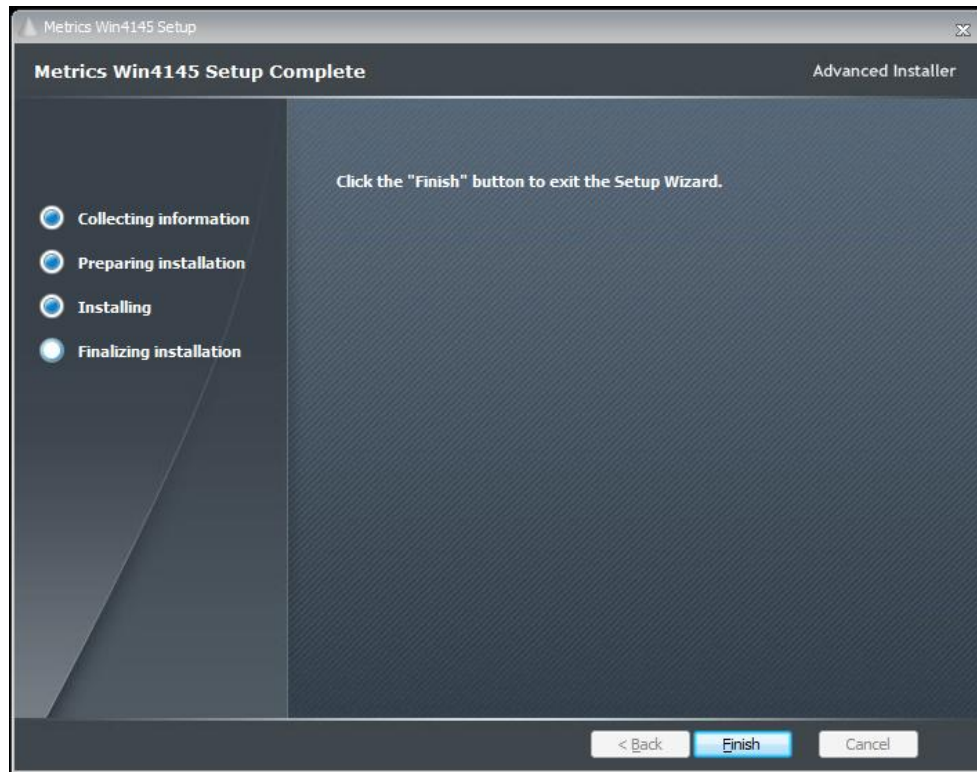 Metrics Win4145 Setup
Metrics Win4145 Setup Complete
Advanced Installer
Click the "Finish" button to exit the Setup Wizard.
Collecting information
Preparing installation
Installing
Finalizing installation
< Back
Finish
Cancel